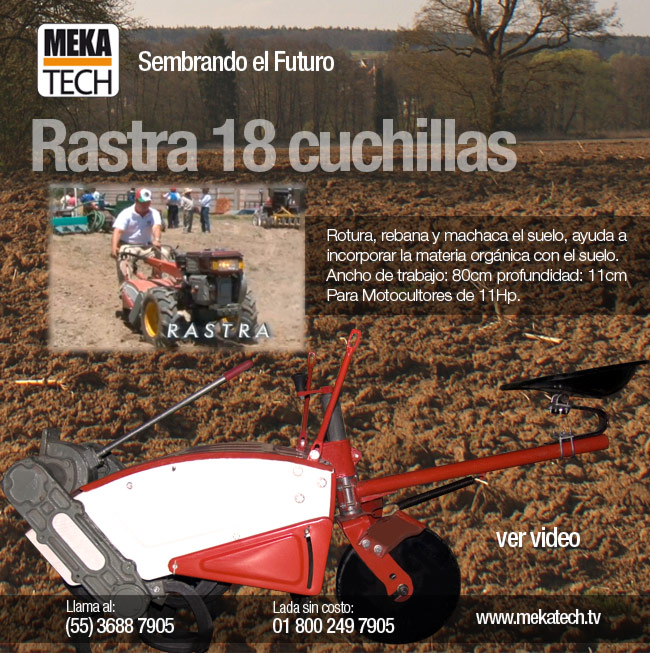 MEKA
TECH
Sembrando el Futuro
Rastra 18 cuchillas
Rotura, rebana y machaca el suelo, ayuda a
incorporar la materia orgánica con el suelo.
Ancho de trabajo: 80cm profundidad: 11cm
Para Motocultores de 11Hp.
RASTRA
ver video
Llama al:
(55) 3688 7905
Lada sin costo:
01 800 249 7905
www.mekatech.tv